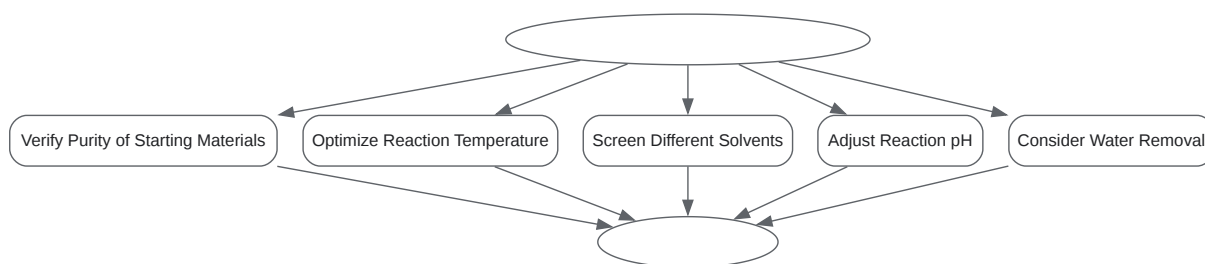 Verify Purity of Starting Materials
Optimize Reaction Temperature
Screen Different Solvents
Adjust Reaction pH
Consider Water Removal